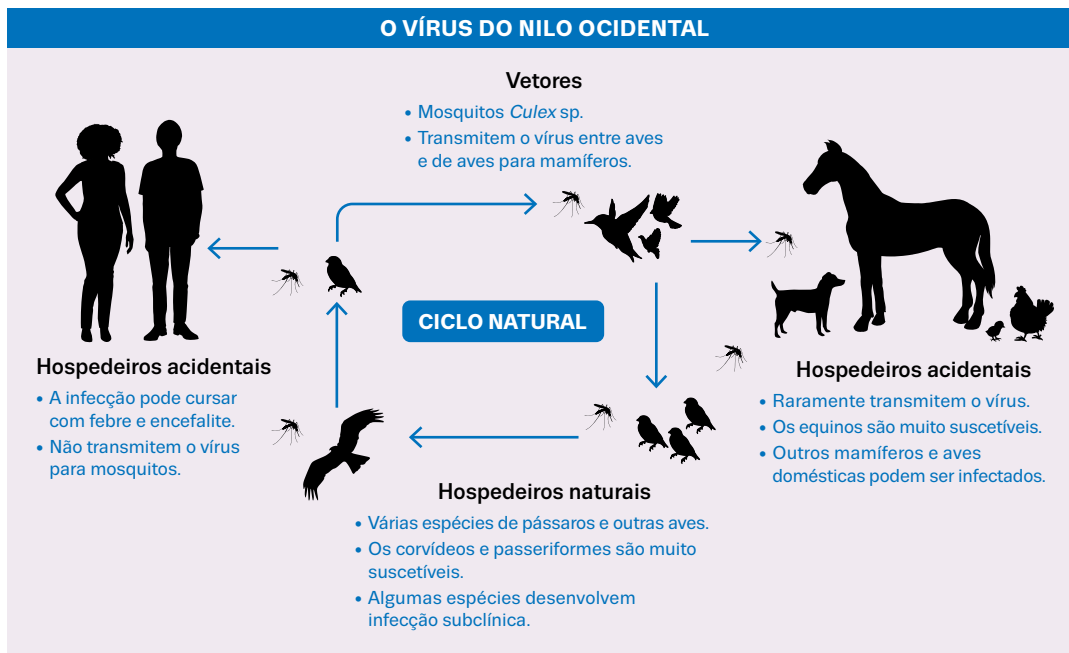 O VÍRUS DO NILO OCIDENTAL
Vetores
• Mosquitos Culex sp.
• Transmitem o vírus entre aves
e de aves para mamíferos.
CICLO NATURAL
Hospedeiros acidentais
• A infecção pode cursar
com febre e encefalite.
• Não transmitem o vírus
para mosquitos.
Hospedeiros acidentais
• Raramente transmitem o vírus.
• Os equinos são muito suscetíveis.
• Outros mamíferos e aves
domésticas podem ser infectados.
Hospedeiros naturais
• Várias espécies de pássaros e outras aves.
• Os corvídeos e passeriformes são muito
suscetíveis.
• Algumas espécies desenvolvem
infecção subclínica.